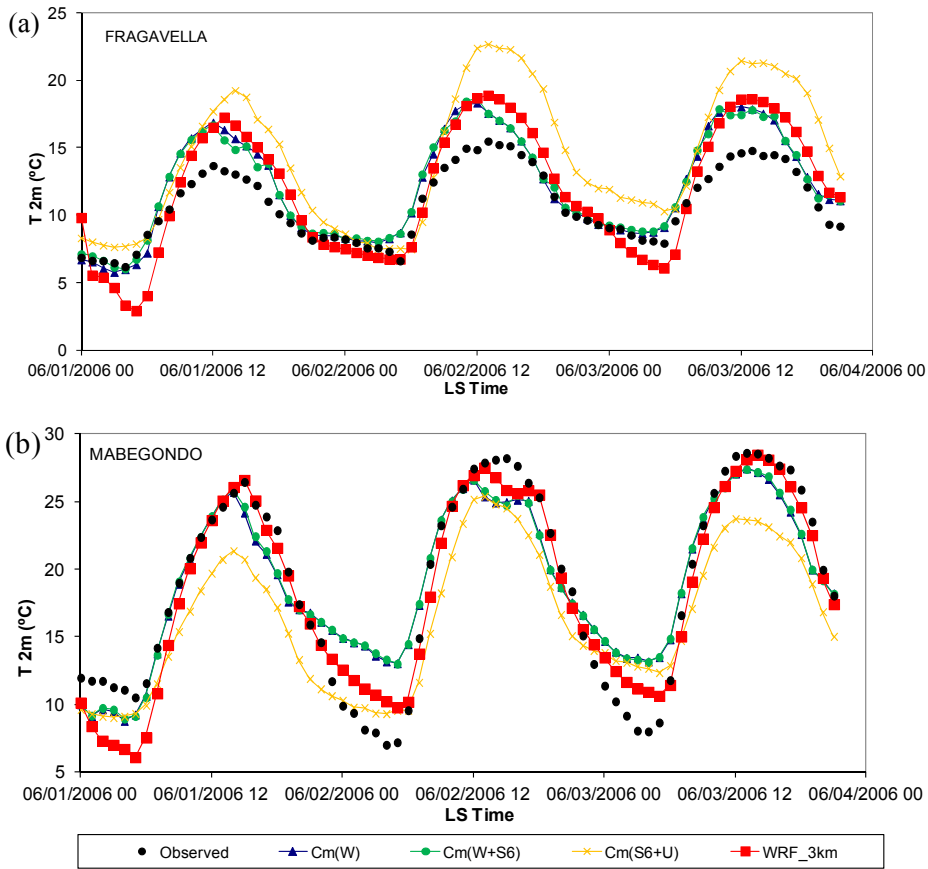 (a)
FRAGAVELLA
25
20
15
10
5
0
T 2m (ºC)
06/01/2006 00 06/01/2006 12 06/02/2006 00 06/02/2006 12 06/03/2006 00 06/03/2006 12 06/04/2006 00
LS Time
(b)
MABEGONDO
30
25
20
15
10
5
T 2m (ºC)
06/01/2006 00 06/01/2006 12 06/02/2006 00 06/02/2006 12 06/03/2006 00 06/03/2006 12 06/04/2006 00
LS Time
Observed Cm(W) Cm(W+S6) Cm(S6+U) WRF_3km